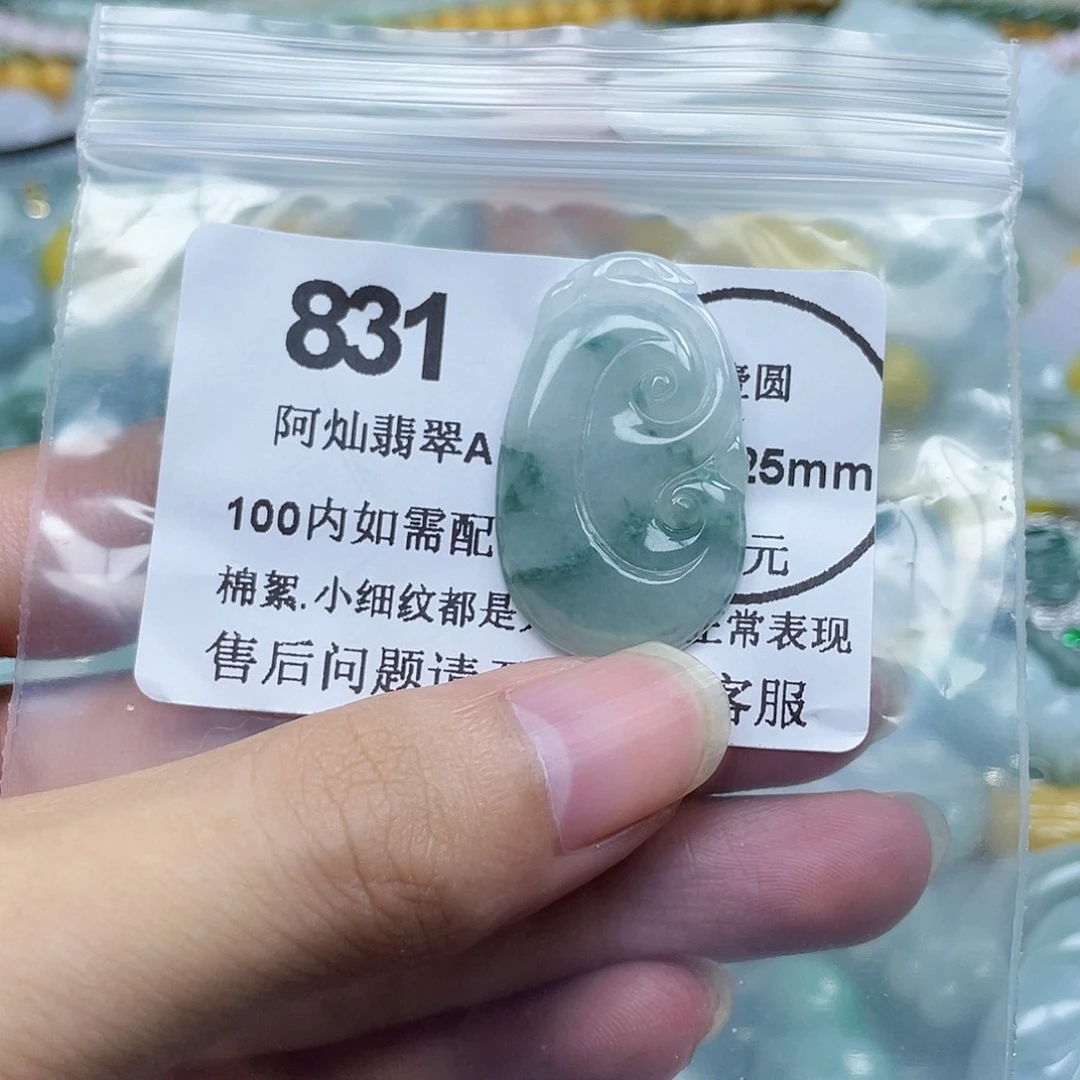 831
阿灿翡翠A
圆
25mm
100内如需配
元
棉絮.小细纹都是
正常表现
售后问题请
客服